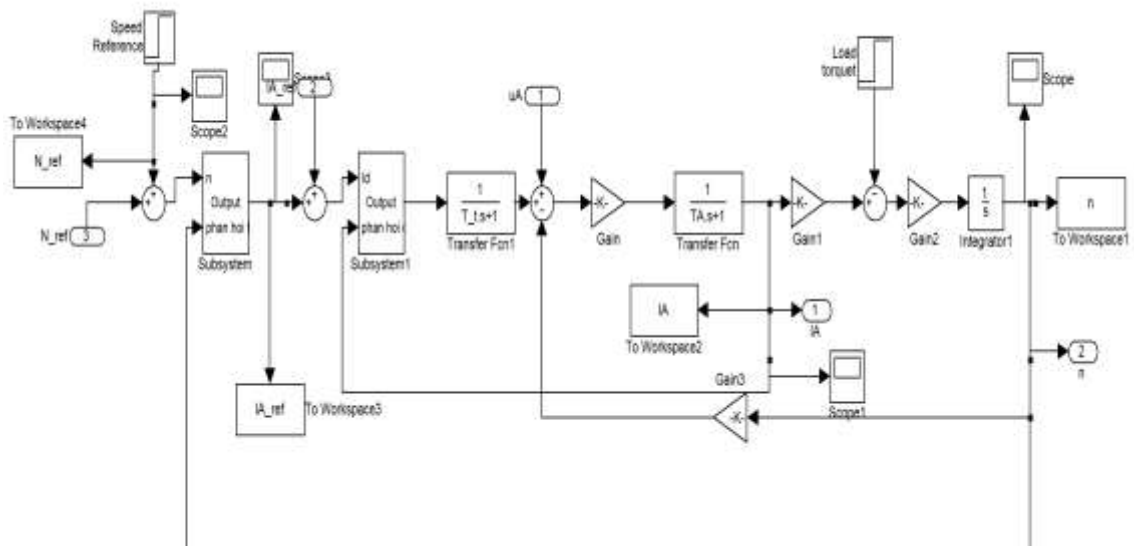 Speed
Reference
Scope2
To Workspace4
N_ref
N_ref
3
n
Output
phan hoi
Subsystem
IA_ref
2
Id
Output
phan hoi
Subsystem1
1
T_t.s+1
Transfer Fcn1
uA
1
-K-
Gain
1
TA.s+1
Transfer Fcn
-K-
Gain1
Load
torquet
-K-
Gain2
1
s
Integrator1
Scope
n
To Workspace1
IA
To Workspace2
1
IA
2
n
Scope1
Gain3
-K-
IA_ref
To Workspace3